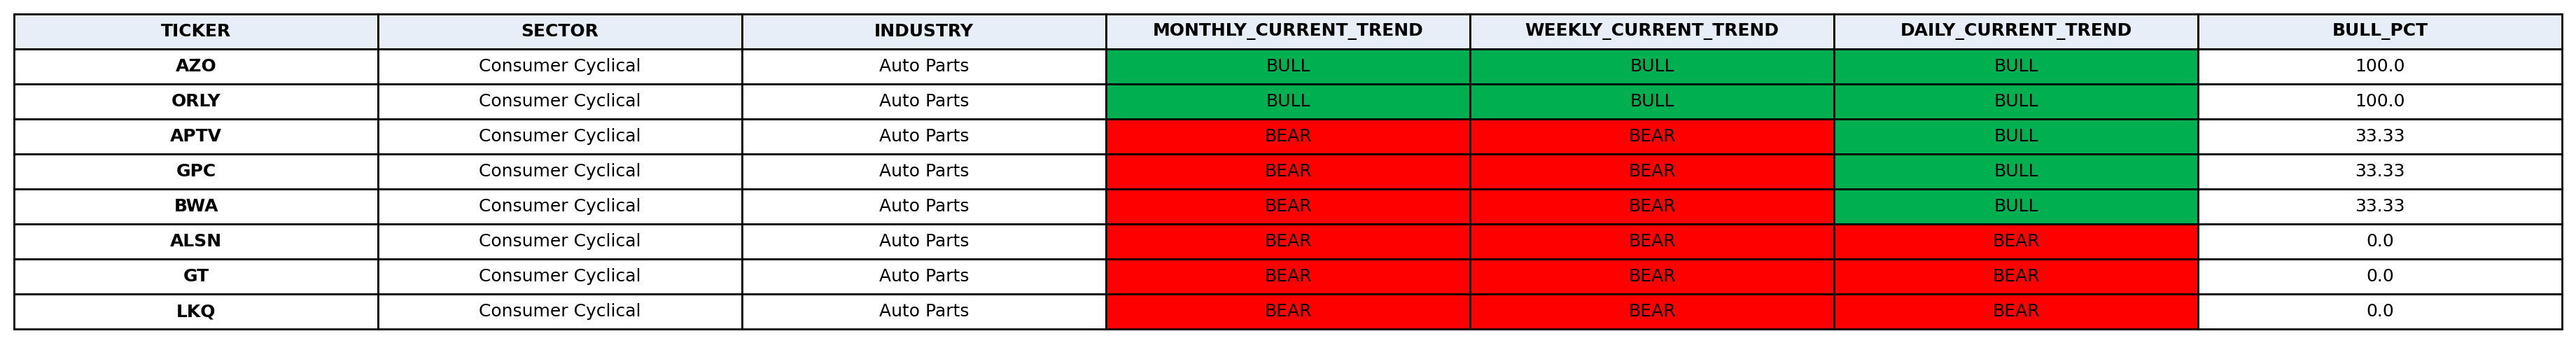 TICKER SECTOR INDUSTRY MONTHLY_CURRENT_TREND WEEKLY_CURRENT_TREND DAILY_CURRENT_TREND BULL_PCT
AZO Consumer Cyclical Auto Parts BULL BULL BULL 100.0
ORLY Consumer Cyclical Auto Parts BULL BULL BULL 100.0
APTV Consumer Cyclical Auto Parts BEAR BEAR BULL 33.33
GPC Consumer Cyclical Auto Parts BEAR BEAR BULL 33.33
BWA Consumer Cyclical Auto Parts BEAR BEAR BULL 33.33
ALSN Consumer Cyclical Auto Parts BEAR BEAR BEAR 0.0
GT Consumer Cyclical Auto Parts BEAR BEAR BEAR 0.0
LKQ Consumer Cyclical Auto Parts BEAR BEAR BEAR 0.0